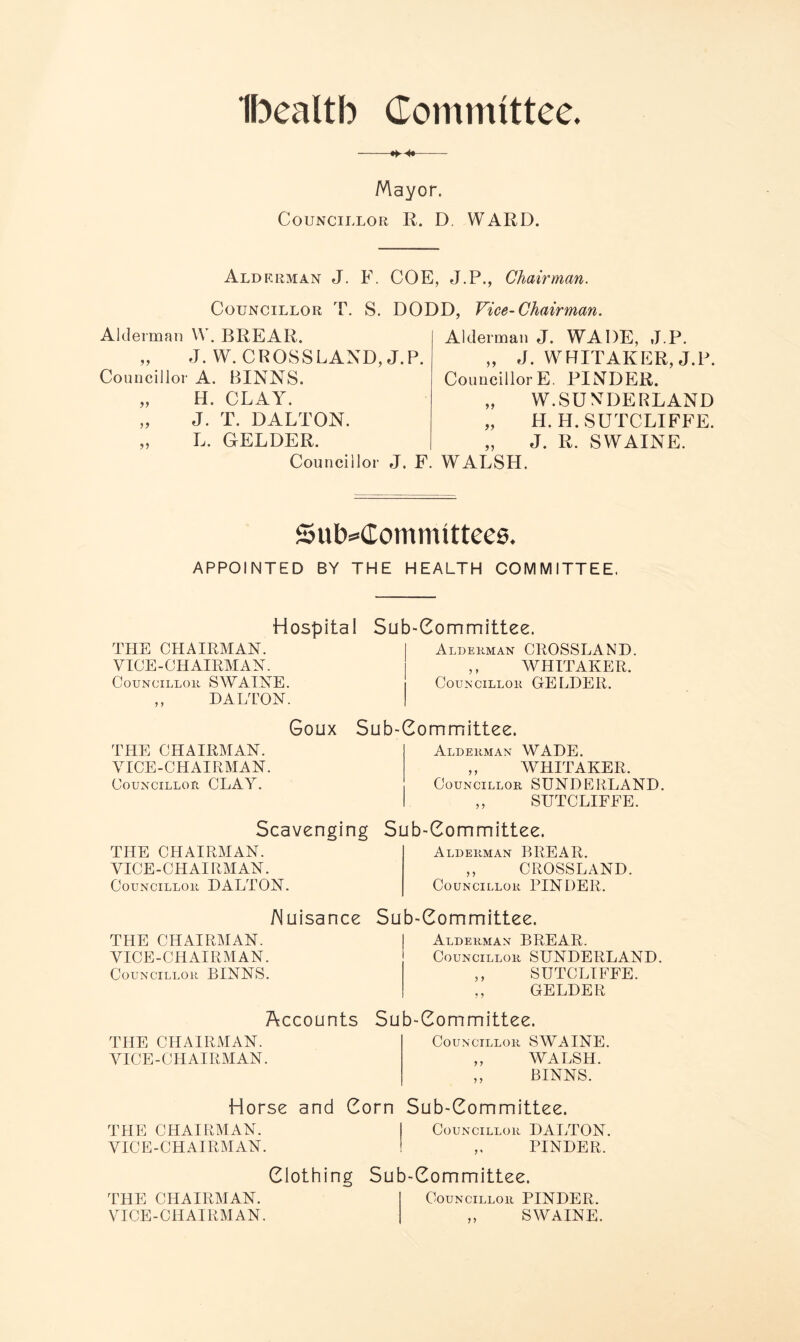 Health Committee.
Mayor.
Councillor R. D. WARD.
Alderman J. F. COE, J.P., Chairman.
Councillor T. S. DODD, Vice-Chairman.
Alderman W. BREAR.
„ J. W. CROSSLAND, J.P.
Councillor A. BINNS.
„ H. CLAY.
„ J. T. DALTON.
„ L. GELDER.
Alderman J. WADE, J.P.
„ J. WHITAKER, J.P.
Councillor E. PINDER.
„ W. SUNDERLAND
„ H. H. SUTCLIFFE.
„ J. R. SWAINE.
Councillor J. F. WALSH.
Sub-Committees.
APPOINTED BY THE HEALTH COMMITTEE.
Hospital Sub-Committee.
THE CHAIRMAN.
VICE-CHAIRMAN.
Councillor SWAINE.
„ DALTON.
Alderman CROSSLAND.
„ WHITAKER.
Councillor GELDER.
Goux Sub-Committee.
THE CHAIRMAN.
VICE-CHAIRMAN.
Councillor CLAY.
Alderman WADE.
„ WHITAKER.
Councillor SUNDERLAND.
„ SUTCLIFFE.
Scavenging Sub-Committee.
THE CHAIRMAN.
VICE-CHAIRMAN.
Councillor DALTON.
Alderman BREAR.
„ CROSSLAND.
Councillor PINDER.
Nuisance Sub-Committee.
THE CHAIRMAN.
VICE-CHAIRMAN.
Councillor BINNS.
Alderman BREAR.
Councillor SUNDERLAND.
„ SUTCLIFFE.
„ GELDER
Accounts Sub-Committee.
THE CHAIRMAN.
VICE-CHAIRMAN.
Councillor SWAINE.
„ WALSH.
„ BINNS.
Horse and Corn Sub-Committee.
THE CHAIRMAN.
VICE-CHAIRMAN.
Councillor DALTON.
„ PINDER.
Clothing Sub-Committee.
THE CHAIRMAN.
VICE-CHAIRMAN.
Councillor PINDER.
„ SWAINE.